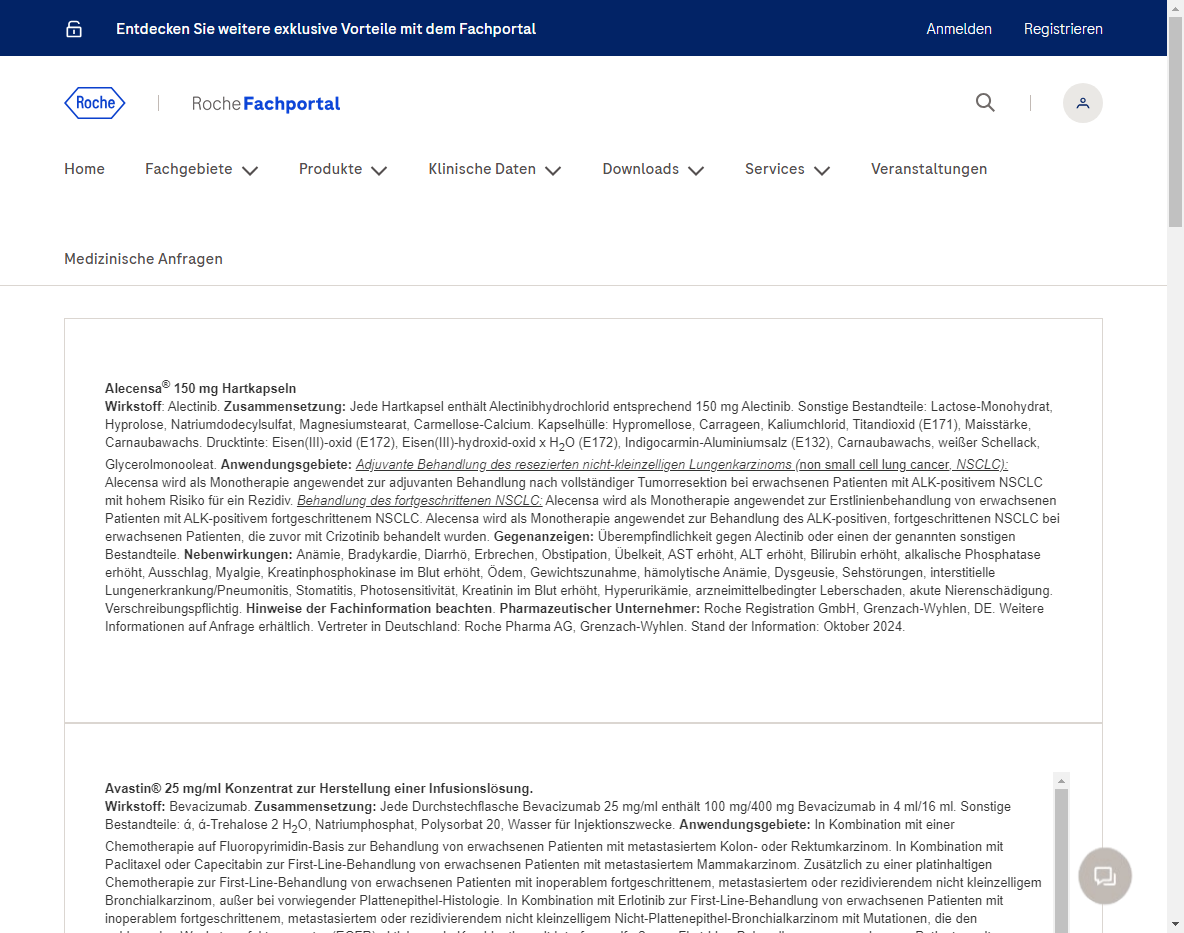 Entdecken Sie weitere exklusive Vorteile mit dem Fachportal
Anmelden
Registrieren
Roche
Roche Fachportal
Home
Fachgebiete
Produkte
Klinische Daten
Downloads
Services
Veranstaltungen
Medizinische Anfragen
Alecensa® 150 mg Hartkapseln
Wirkstoff: Alectinib. Zusammensetzung: Jede Hartkapsel enthält Alectinibhydrochlorid entsprechend 150 mg Alectinib. Sonstige Bestandteile: Lactose-Monohydrat,
Hyprolose, Natriumdodecylsulfat, Magnesiumstearat, Carmellose-Calcium. Kapselhülle: Hypromellose, Carrageen, Kaliumchlorid, Titandioxid (E171), Maisstärke,
Carnaubawachs. Drucktinte: Eisen(III)-oxid (E172), Eisen(III)-hydroxid-oxid x H2O (E172), Indigocarmin-Aluminiumsalz (E132), Carnaubawachs, weißer Schellack,
Glycerolmonooleat. Anwendungsgebiete: Adjuvante Behandlung des resezierten nicht-kleinzelligen Lungenkarzinoms (non small cell lung cancer, NSCLC):
Alecensa wird als Monotherapie angewendet zur adjuvanten Behandlung nach vollständiger Tumorresektion bei erwachsenen Patienten mit ALK-positivem NSCLC
mit hohem Risiko für ein Rezidiv. Behandlung des fortgeschrittenen NSCLC: Alecensa wird als Monotherapie angewendet zur Erstlinienbehandlung von erwachsenen
Patienten mit ALK-positivem fortgeschrittenem NSCLC. Alecensa wird als Monotherapie angewendet zur Behandlung des ALK-positiven, fortgeschrittenen NSCLC bei
erwachsenen Patienten, die zuvor mit Crizotinib behandelt wurden. Gegenanzeigen: Überempfindlichkeit gegen Alectinib oder einen der genannten sonstigen
Bestandteile. Nebenwirkungen: Anämie, Bradykardie, Diarrhö, Erbrechen, Obstipation, Übelkeit, AST erhöht, ALT erhöht, Bilirubin erhöht, alkalische Phosphatase
erhöht, Ausschlag, Myalgie, Kreatinphosphokinase im Blut erhöht, Ödem, Gewichtszunahme, hämolytische Anämie, Dysgeusie, Sehstörungen, interstitielle
Lungenerkrankung/Pneumonitis, Stomatitis, Photosensitivität, Kreatinin im Blut erhöht, Hyperurikämie, arzneimittelbedingter Leberschaden, akute Nierenschädigung.
Verschreibungspflichtig. Hinweise der Fachinformation beachten. Pharmazeutischer Unternehmer: Roche Registration GmbH, Grenzach-Wyhlen, DE. Weitere
Informationen auf Anfrage erhältlich. Vertreter in Deutschland: Roche Pharma AG, Grenzach-Wyhlen. Stand der Information: Oktober 2024.
Avastin® 25 mg/ml Konzentrat zur Herstellung einer Infusionslösung.
Wirkstoff: Bevacizumab. Zusammensetzung: Jede Durchstechflasche Bevacizumab 25 mg/ml enthält 100 mg/400 mg Bevacizumab in 4 ml/16 ml. Sonstige
Bestandteile: ά, ά-Trehalose 2 H2O, Natriumphosphat, Polysorbat 20, Wasser für Injektionszwecke. Anwendungsgebiete: In Kombination mit einer
Chemotherapie auf Fluoropyrimidin-Basis zur Behandlung von erwachsenen Patienten mit metastasiertem Kolon- oder Rektumkarzinom. In Kombination mit
Paclitaxel oder Capecitabin zur First-Line-Behandlung von erwachsenen Patienten mit metastasiertem Mammakarzinom. Zusätzlich zu einer platinhaltigen
Chemotherapie zur First-Line-Behandlung von erwachsenen Patienten mit inoperablem fortgeschrittenem, metastasiertem oder rezidivierendem nicht kleinzelligem
Bronchialkarzinom, außer bei vorwiegender Plattenepithel-Histologie. In Kombination mit Erlotinib zur First-Line-Behandlung von erwachsenen Patienten mit
inoperablem fortgeschrittenem, metastasiertem oder rezidivierendem nicht kleinzelligem Nicht-Plattenepithel-Bronchialkarzinom mit Mutationen, die den